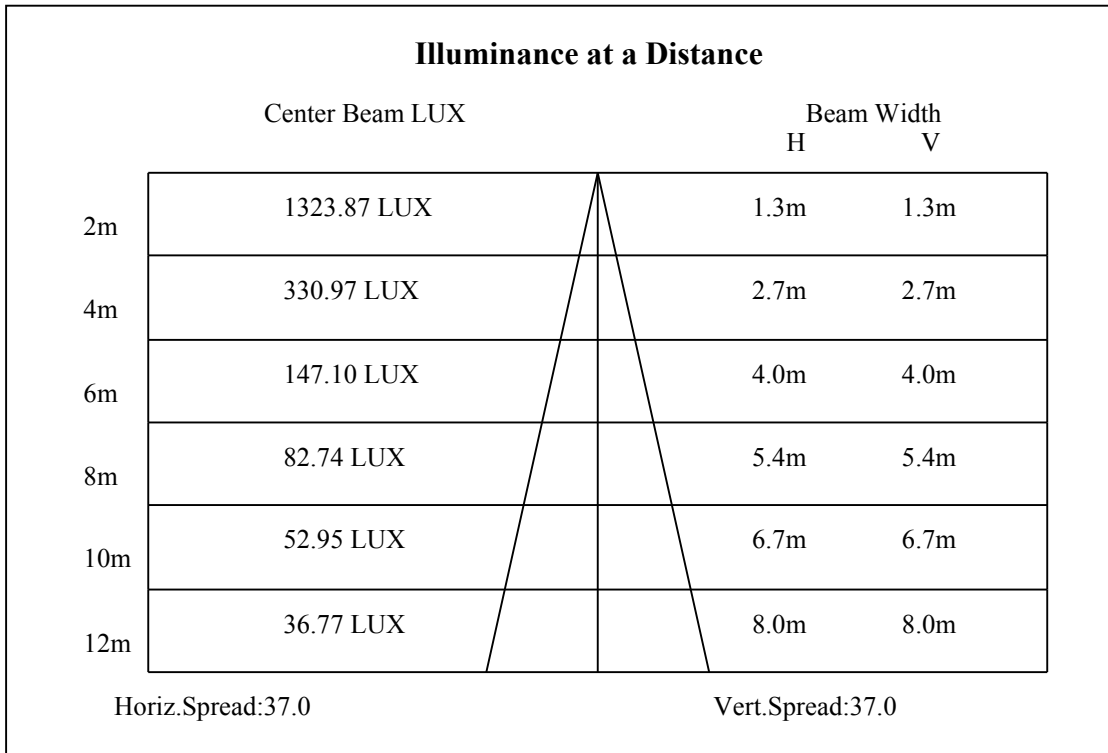 Illuminance at a Distance
Center Beam LUX Beam Width
H V
2m 1323.87 LUX 1.3m 1.3m
4m 330.97 LUX 2.7m 2.7m
6m 147.10 LUX 4.0m 4.0m
8m 82.74 LUX 5.4m 5.4m
10m 52.95 LUX 6.7m 6.7m
12m 36.77 LUX 8.0m 8.0m
Horiz.Spread:37.0 Vert.Spread:37.0